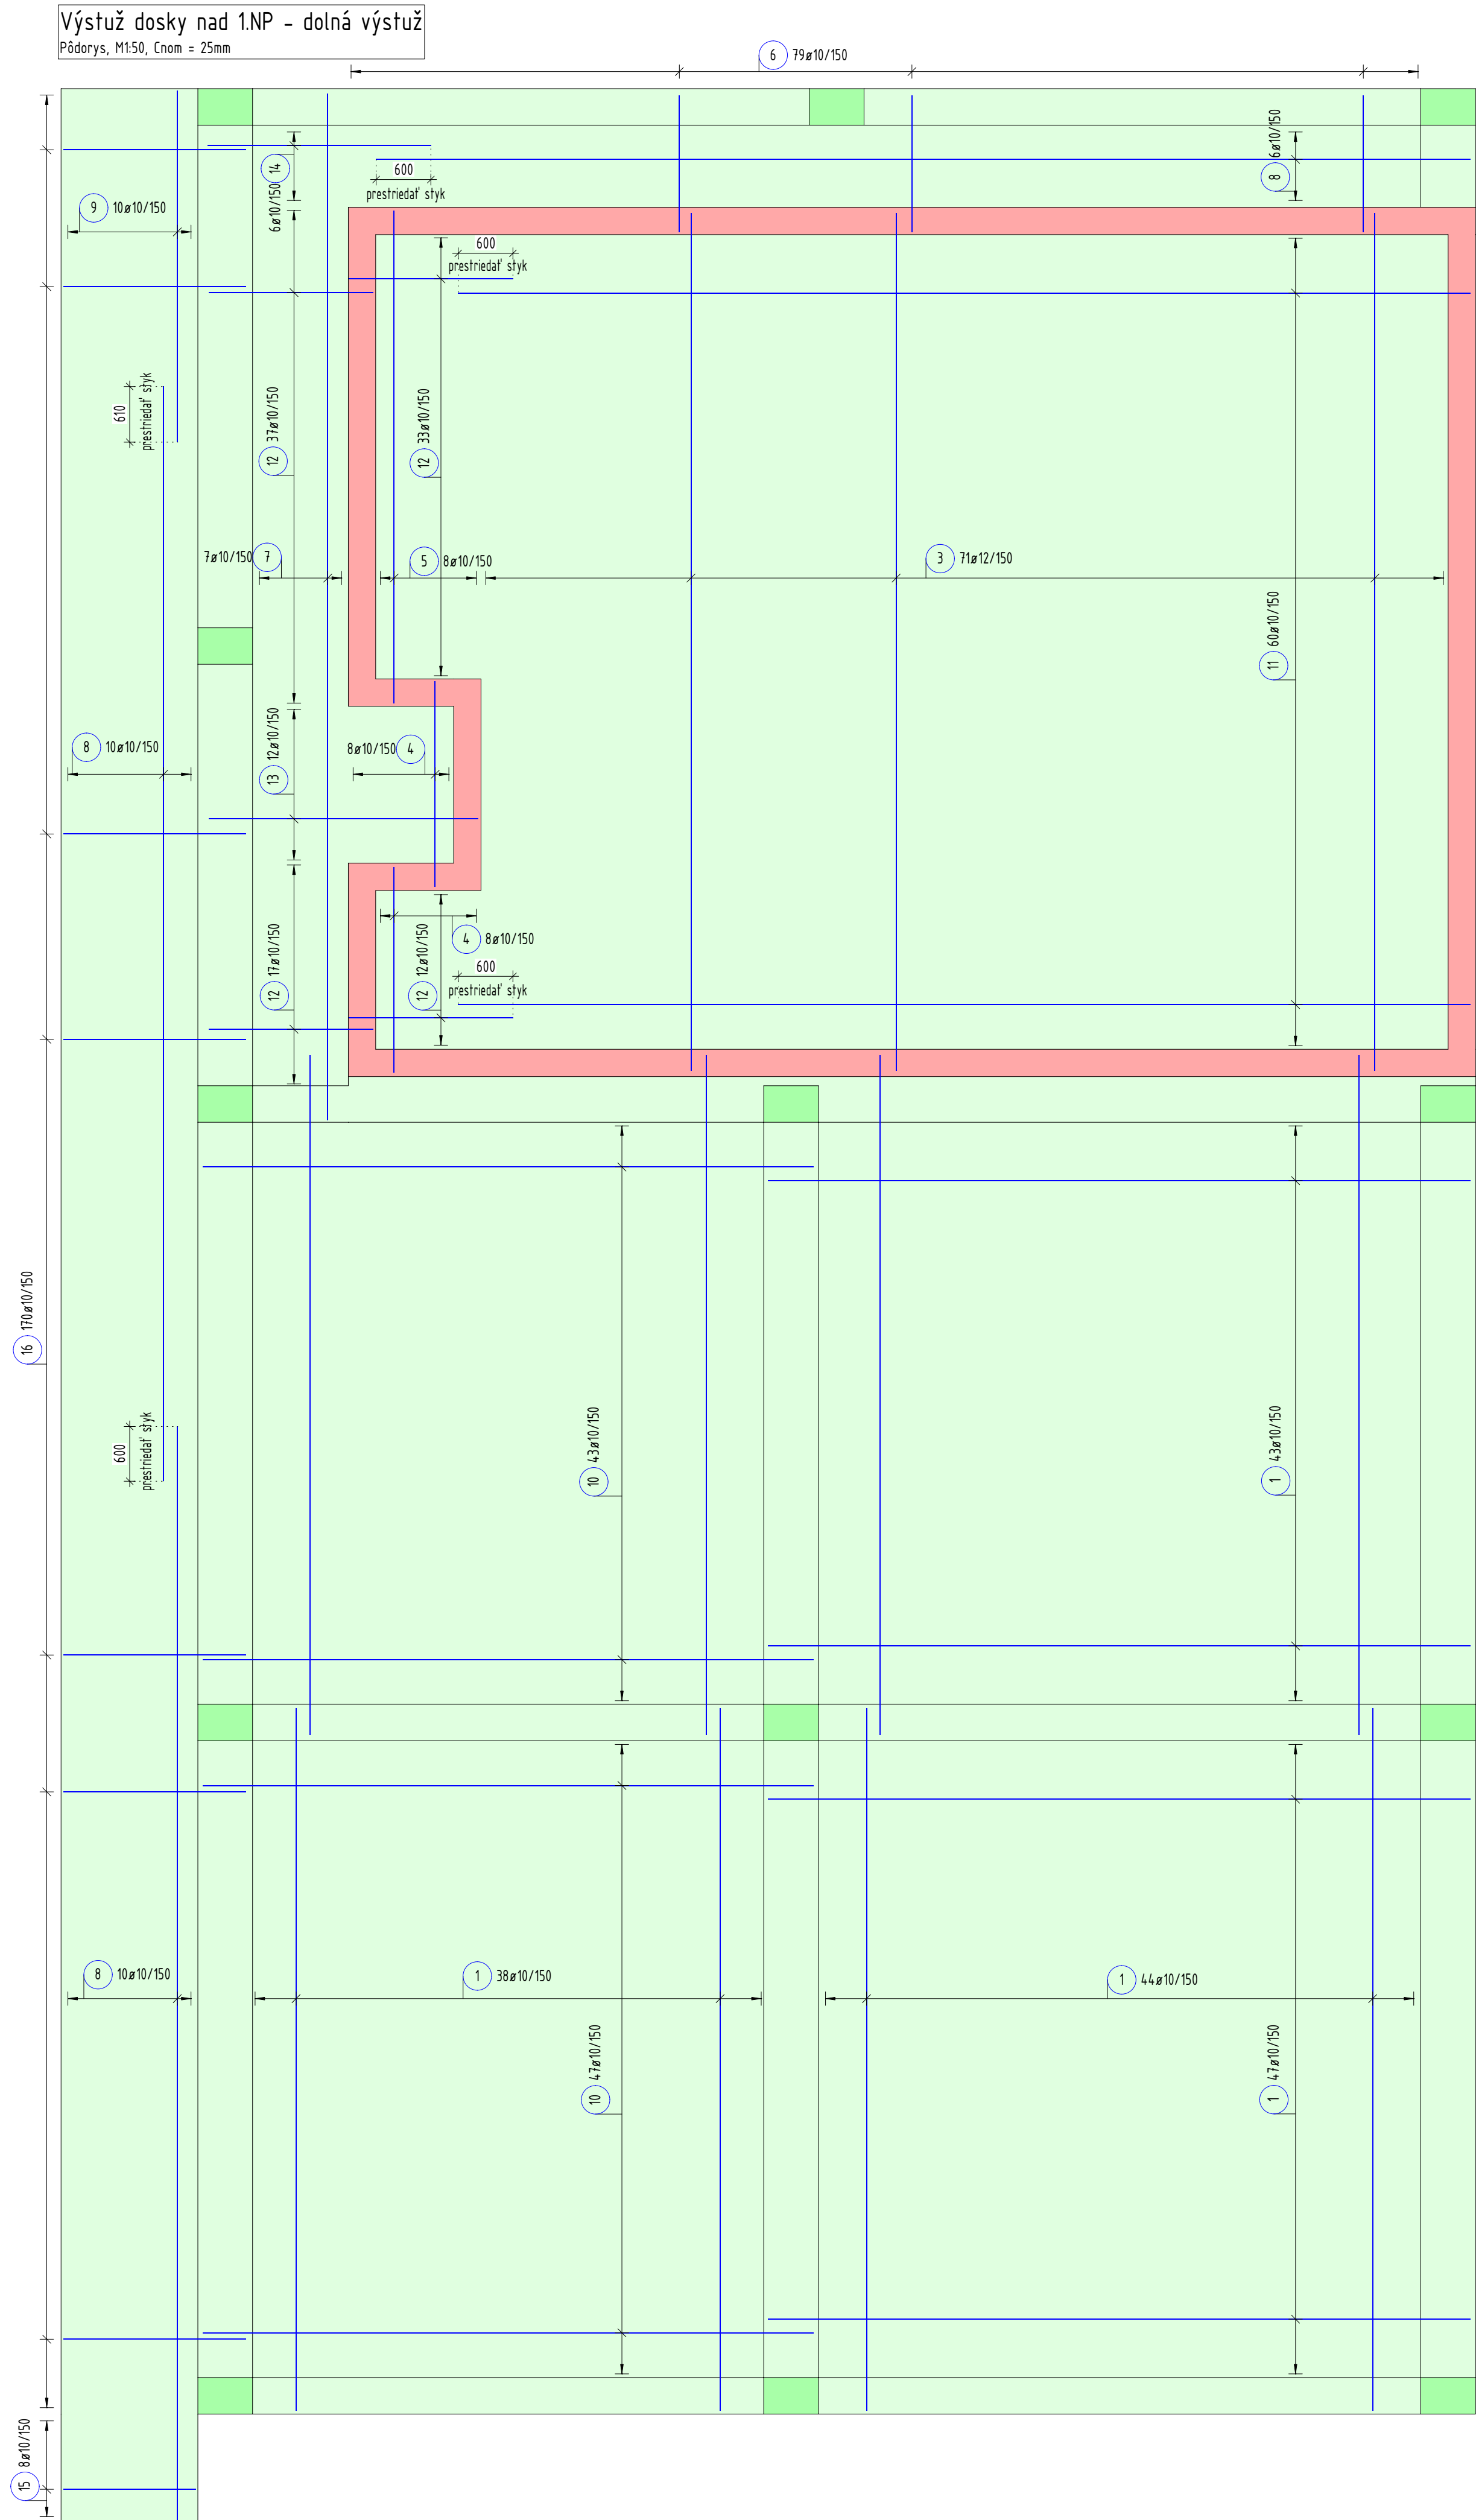 Výstuž dosky nad 1.NP - dolná výstuž
Pôdorys, M1:50, Cnom = 25mm
6 79ø10/150
14 6ø10/150
8 6ø10/150
600
prestriedať styk
9 10ø10/150
600
prestriedať styk
610
prestriedať styk
12 37ø10/150
12 33ø10/150
7ø10/150 7
5 8ø10/150
3 71ø12/150
11 60ø10/150
8 10ø10/150
13 12ø10/150
8ø10/150 4
4 8ø10/150
12 17ø10/150
12 12ø10/150
600
prestriedať styk
16 170ø10/150
600
prestriedať styk
10 43ø10/150
1 43ø10/150
8 10ø10/150
1 38ø10/150
1 44ø10/150
10 47ø10/150
1 47ø10/150
15 8ø10/150